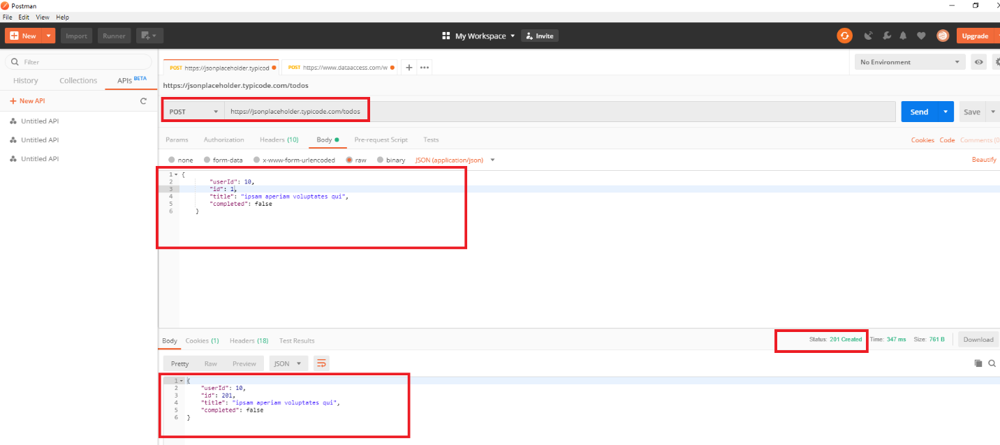 Postman
File Edit View Help
New Import Runner My Workspace Invite Upgrade
Filter
History Collections APIs BETA
New API
Untitled API
Untitled API
Untitled API
POST https://jsonplaceholder.typicod POST https://www.dataaccess.com/w No Environment
https://jsonplaceholder.typicode.com/todos
POST https://jsonplaceholder.typicode.com/todos Send Save
Params Authorization Headers (10) Body Pre-request Script Tests Cookies Code Comments (0
none form-data x-www-form-urlencoded raw binary JSON (application/json) Beautify
1 {
2 "userId": 10,
3 "id": 1,
4 "title": "ipsam aperiam voluptates qui",
5 "completed": false
6 }
Body Cookies (1) Headers (18) Test Results Status: 201 Created Time: 347 ms Size: 761 B Download
Pretty Raw Preview JSON
1 {
2 "userId": 10,
3 "id": 201,
4 "title": "ipsam aperiam voluptates qui",
5 "completed": false
6 }